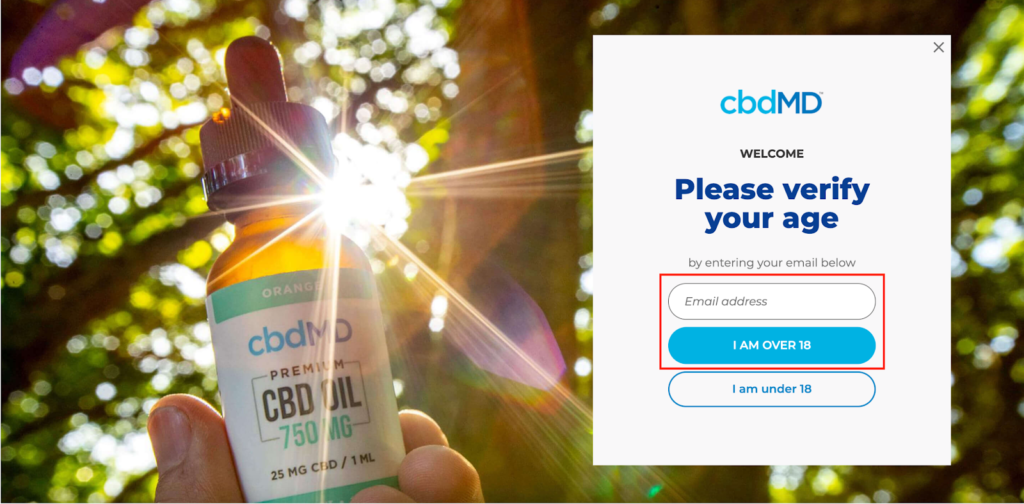 ORANGE
cbdMD
PREMIUM
CBD OIL
750 MG
25 MG CBD / 1 ML
cbdMD™
WELCOME
Please verify
your age
by entering your email below
Email address
I AM OVER 18
I am under 18